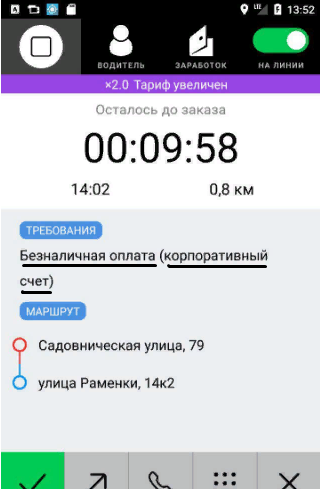 13:52
ВОДИТЕЛЬ
ЗАРАБОТОК
НА ЛИНИИ
×2.0 Тариф увеличен
Осталось до заказа
00:09:58
14:02 0,8 км
ТРЕБОВАНИЯ
Безналичная оплата (корпоративный
счет)
МАРШРУТ
Садовническая улица, 79
улица Раменки, 14к2